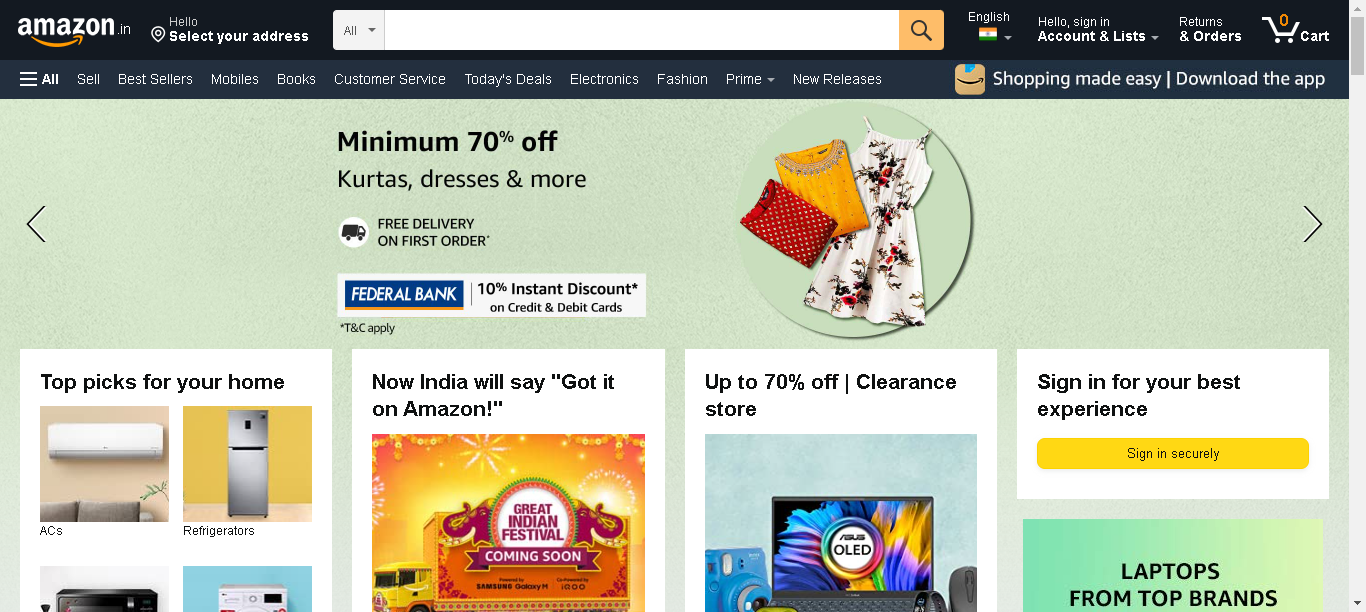 amazon.in
Hello
Select your address
All
English
Hello, sign in
Account & Lists
Returns
& Orders
0
Cart
All
Sell
Best Sellers
Mobiles
Books
Customer Service
Today's Deals
Electronics
Fashion
Prime
New Releases
Shopping made easy | Download the app
Minimum 70% off
Kurtas, dresses & more
FREE DELIVERY
ON FIRST ORDER*
FEDERAL BANK
10% Instant Discount*
on Credit & Debit Cards
*T&C apply
Top picks for your home
ACs
Refrigerators
Now India will say "Got it
on Amazon!"
GREAT
INDIAN
FESTIVAL
COMING SOON
Powered by
SAMSUNG Galaxy M
Co-Powered by
iQOO
Up to 70% off | Clearance
store
ASUS
OLED
Sign in for your best
experience
Sign in securely
LAPTOPS
FROM TOP BRANDS